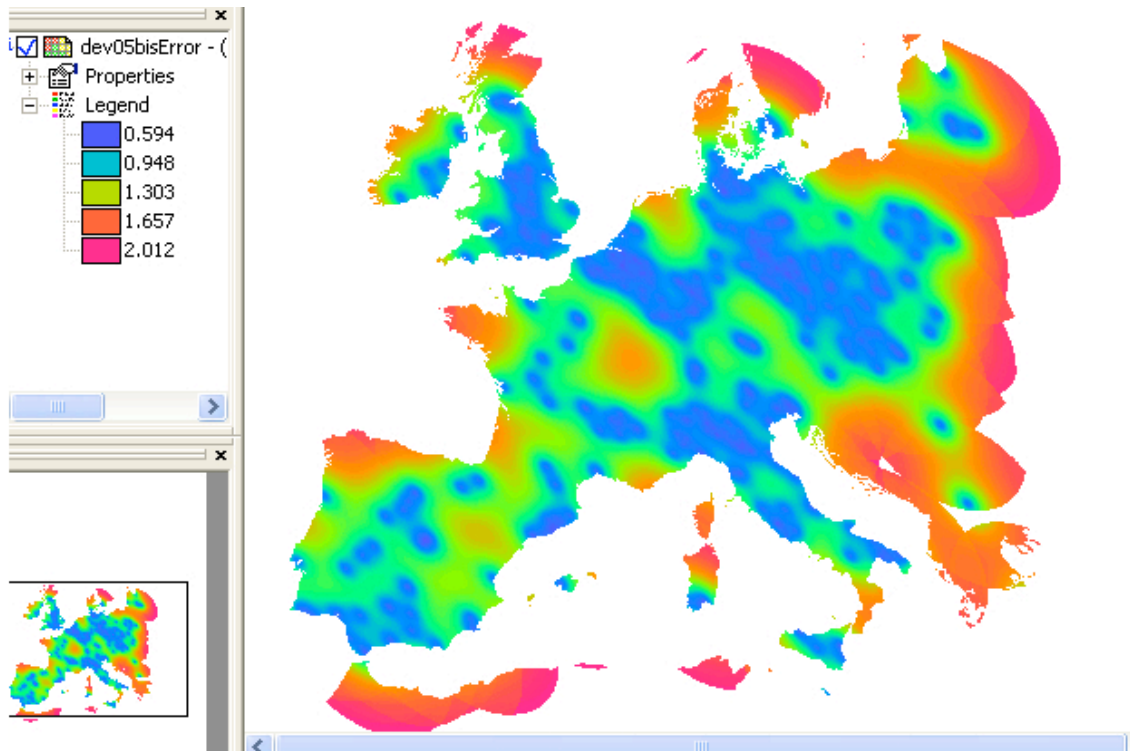 dev05bisError - (
Properties
Legend
0.594
0.948
1.303
1.657
2.012